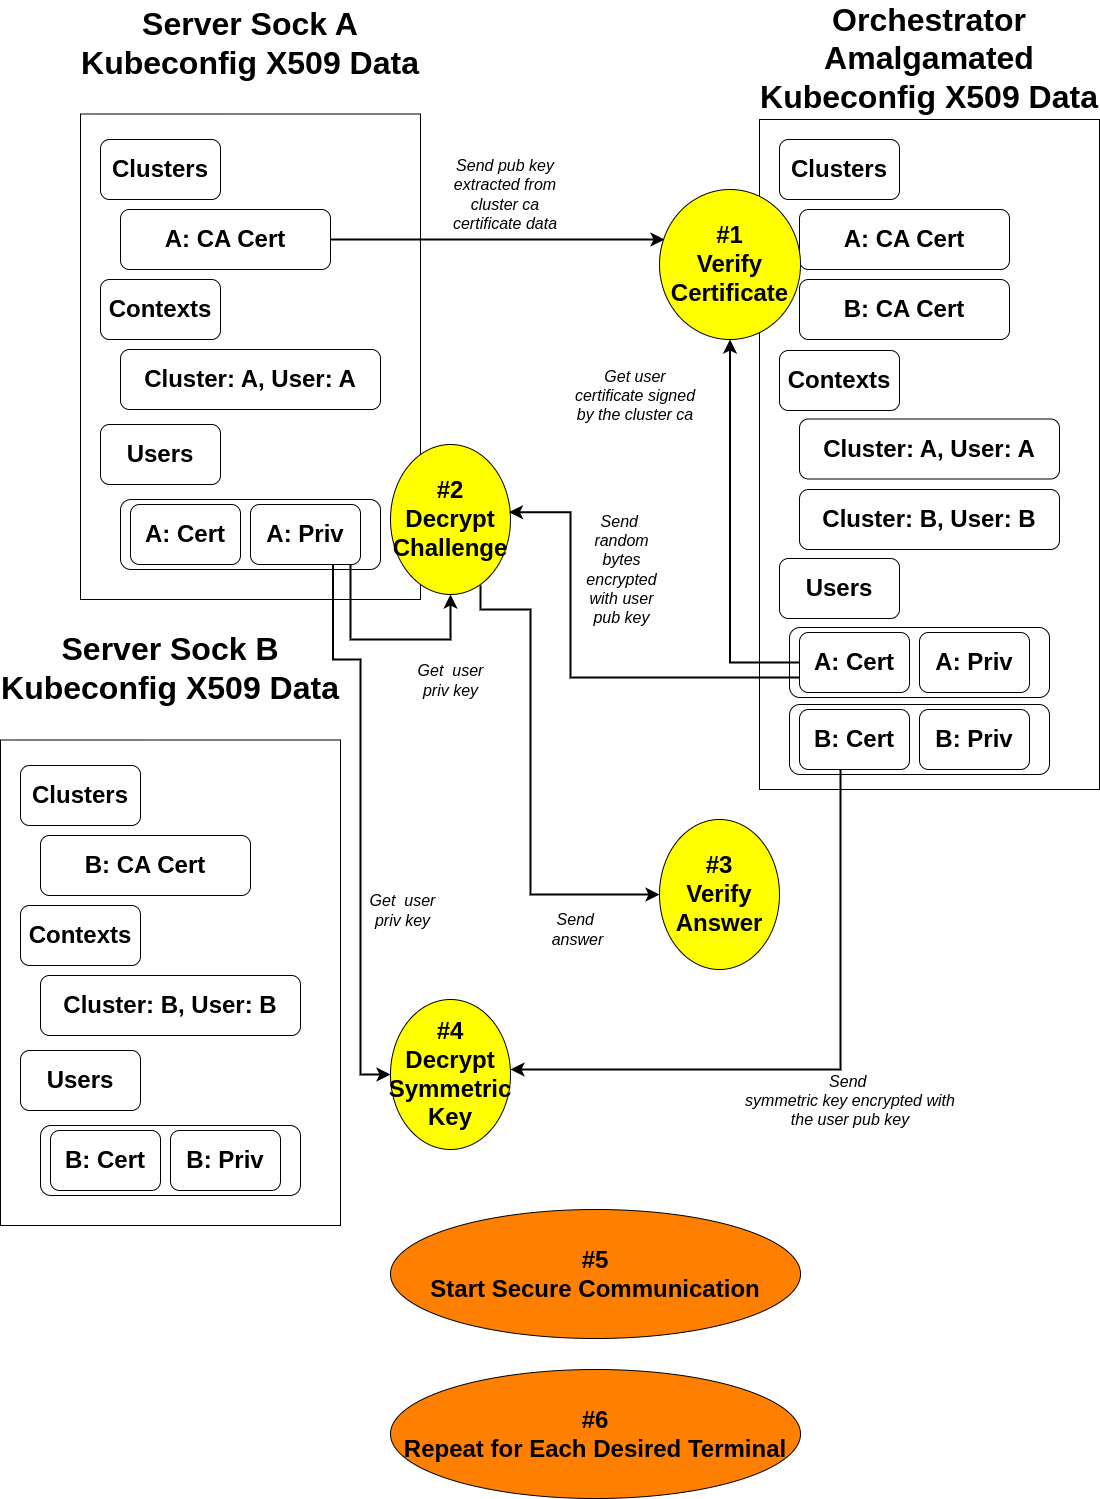 Server Sock A
Kubeconfig X509 Data
Clusters
A: CA Cert
Contexts
Cluster: A, User: A
Users
A: Cert
A: Priv
Send pub key
extracted from
cluster ca
certificate data
Orchestrator
Amalgamated
Kubeconfig X509 Data
Clusters
A: CA Cert
B: CA Cert
Contexts
Cluster: A, User: A
Cluster: B, User: B
Users
A: Cert
A: Priv
B: Cert
B: Priv
#1
Verify
Certificate
Get user
certificate signed
by the cluster ca
#2
Decrypt
Challenge
Send
random
bytes
encrypted
with user
pub key
Get user
priv key
Server Sock B
Kubeconfig X509 Data
Clusters
B: CA Cert
Contexts
Cluster: B, User: B
Users
B: Cert
B: Priv
#3
Verify
Answer
Send
answer
Get user
priv key
#4
Decrypt
Symmetric
Key
Send
symmetric key encrypted with
the user pub key
#5
Start Secure Communication
#6
Repeat for Each Desired Terminal